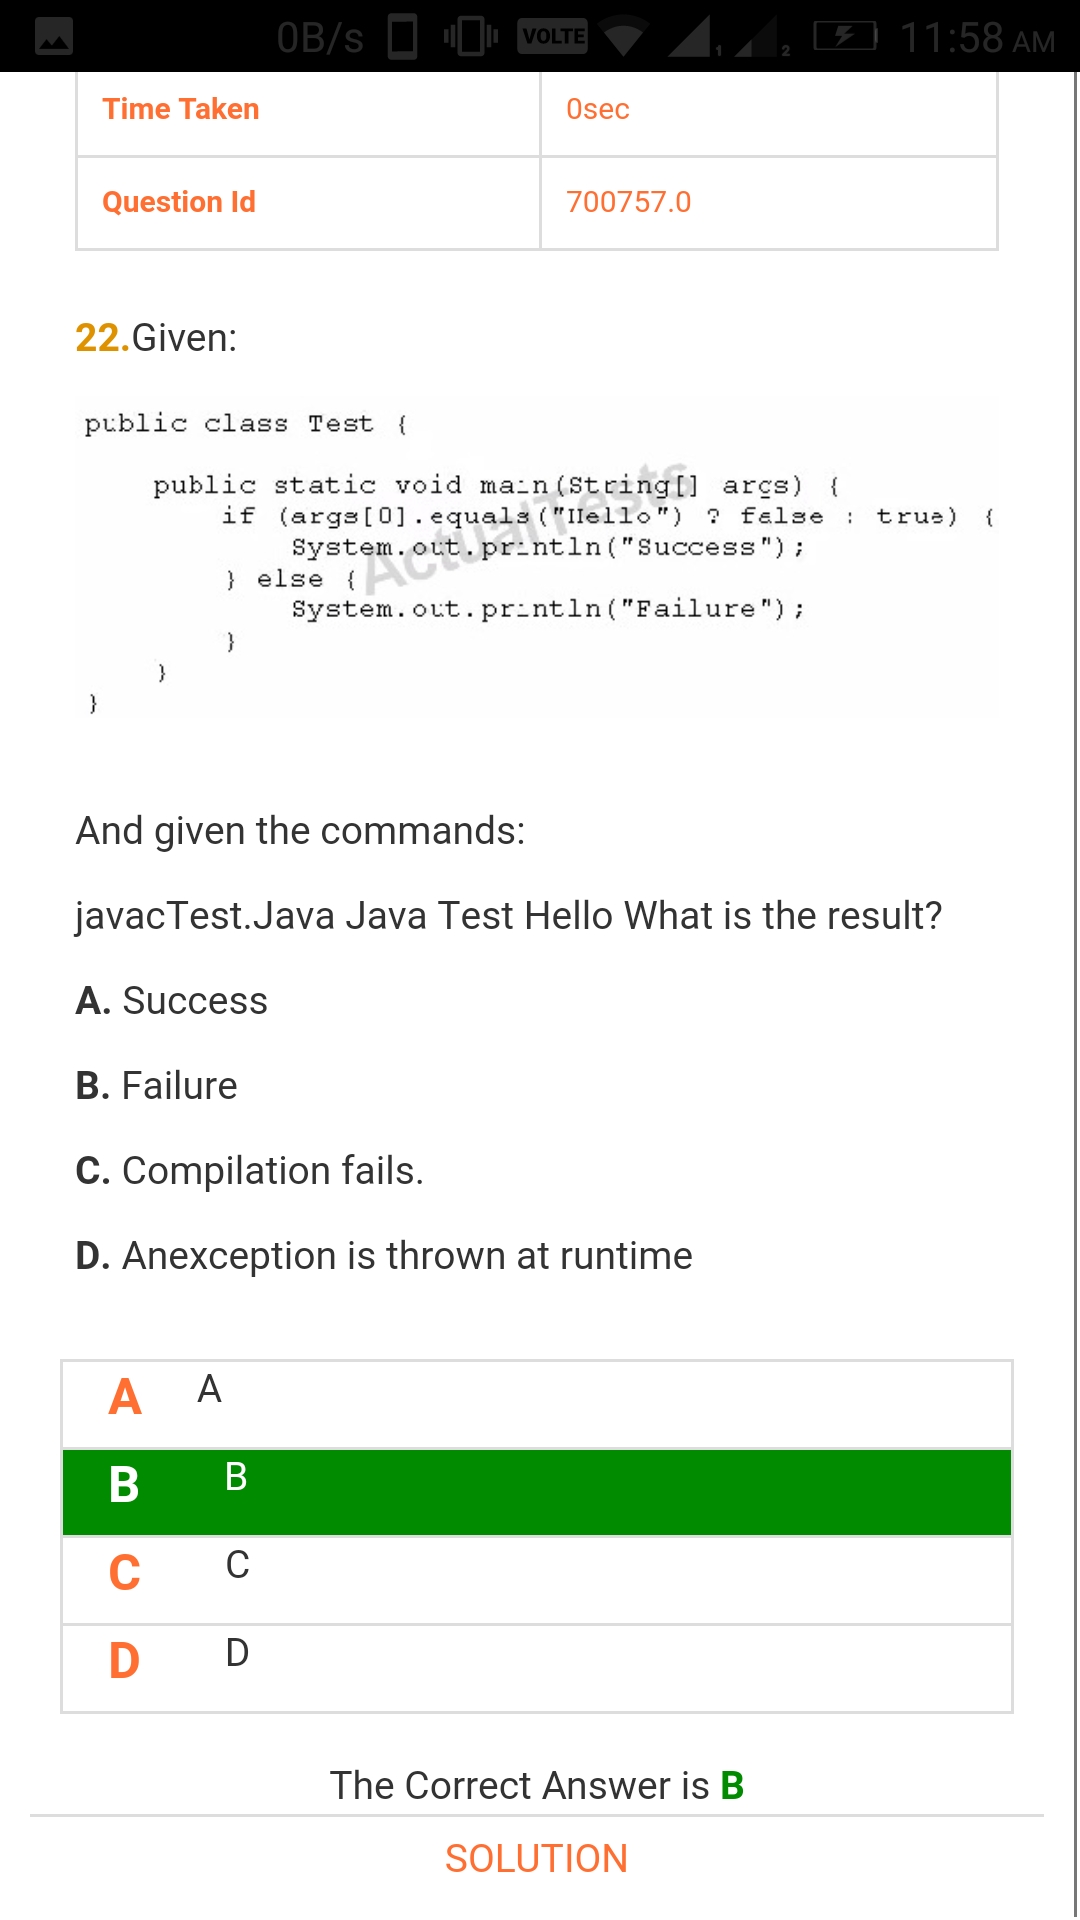 0B/s VOLTE 1 2 11:58 AM
Time Taken 0sec
Question Id 700757.0
22.Given:
public class Test {
public static void main(String[] args) {
if (args[0].equals("Hello") ? false : true) {
System.out.println("Success");
} else {
System.out.println("Failure");
}
}
}
ActualTests
And given the commands:
javacTest.Java Java Test Hello What is the result?
A. Success
B. Failure
C. Compilation fails.
D. Anexception is thrown at runtime
A A
B B
C C
D D
The Correct Answer is B
SOLUTION